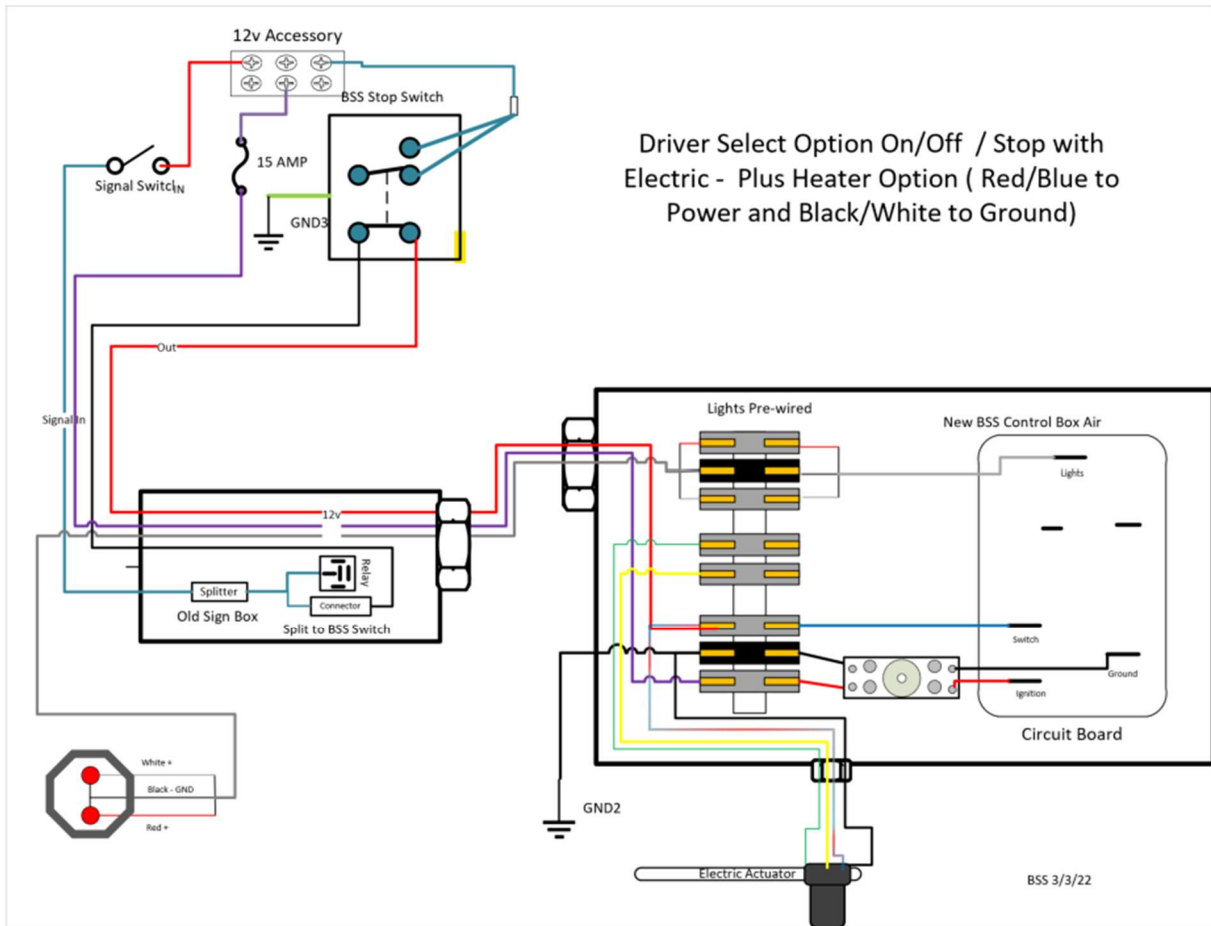 12v Accessory
BSS Stop Switch
15 AMP
Signal Switch
IN
GND3
Driver Select Option On/Off / Stop with
Electric - Plus Heater Option ( Red/Blue to
Power and Black/White to Ground)
Out
Signal In
Lights Pre-wired
New BSS Control Box Air
Lights
12v
Relay
Splitter
Connector
Old Sign Box
Split to BSS Switch
Switch
Ground
Ignition
Circuit Board
White +
Black - GND
Red +
GND2
Electric Actuator
BSS 3/3/22